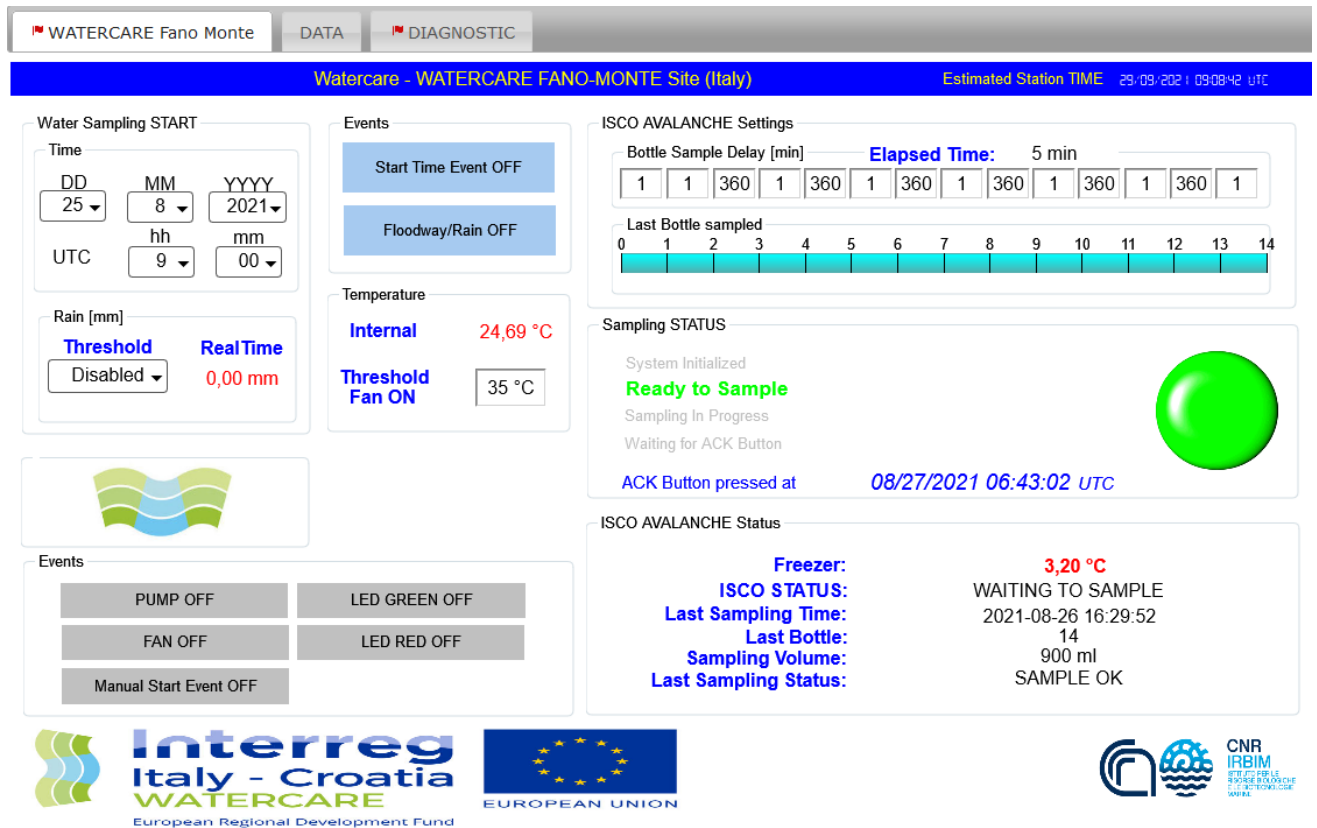 WATERCARE Fano Monte DATA DIAGNOSTIC
Watercare - WATERCARE FANO-MONTE Site (Italy) Estimated Station TIME 29/09/2021 09:08:42 UTC
Water Sampling START
Time
DD MM YYYY
25 8 2021
hh mm
UTC 9 00
Rain [mm]
Threshold RealTime
Disabled 0,00 mm
Events
Start Time Event OFF
Floodway/Rain OFF
Temperature
Internal 24,69 °C
Threshold
Fan ON 35 °C
ISCO AVALANCHE Settings
Bottle Sample Delay [min] Elapsed Time: 5 min
1 1 360 1 360 1 360 1 360 1 360 1 360 1
Last Bottle sampled
0 1 2 3 4 5 6 7 8 9 10 11 12 13 14
Sampling STATUS
System Initialized
Ready to Sample
Sampling In Progress
Waiting for ACK Button
ACK Button pressed at 08/27/2021 06:43:02 UTC
ISCO AVALANCHE Status
Freezer: 3,20 °C
ISCO STATUS: WAITING TO SAMPLE
Last Sampling Time: 2021-08-26 16:29:52
Last Bottle: 14
Sampling Volume: 900 ml
Last Sampling Status: SAMPLE OK
Events
PUMP OFF LED GREEN OFF
FAN OFF LED RED OFF
Manual Start Event OFF
Interreg
Italy - Croatia
WATERCARE
European Regional Development Fund
EUROPEAN UNION
CNR
IRBIM
ISTITUTO PER LE
RISORSE BIOLOGICHE
E LE BIOTECNOLOGIE
MARINE